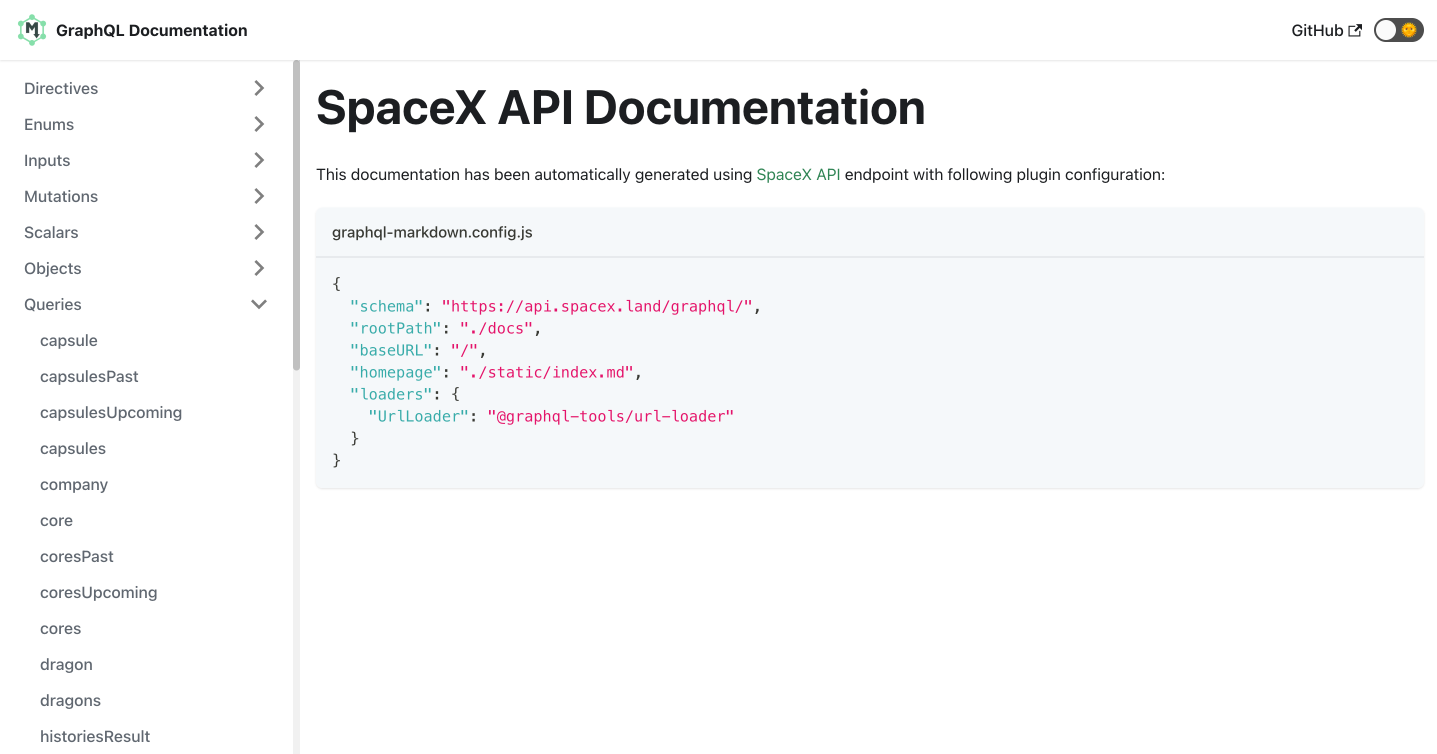 GraphQL Documentation
GitHub
Directives
Enums
Inputs
Mutations
Scalars
Objects
Queries
capsule
capsulesPast
capsulesUpcoming
capsules
company
core
coresPast
coresUpcoming
cores
dragon
dragons
historiesResult
SpaceX API Documentation
This documentation has been automatically generated using SpaceX API endpoint with following plugin configuration:
graphql-markdown.config.js
{
  "schema": "https://api.spacex.land/graphql/",
  "rootPath": "./docs",
  "baseURL": "/",
  "homepage": "./static/index.md",
  "loaders": {
    "UrlLoader": "@graphql-tools/url-loader"
  }
}